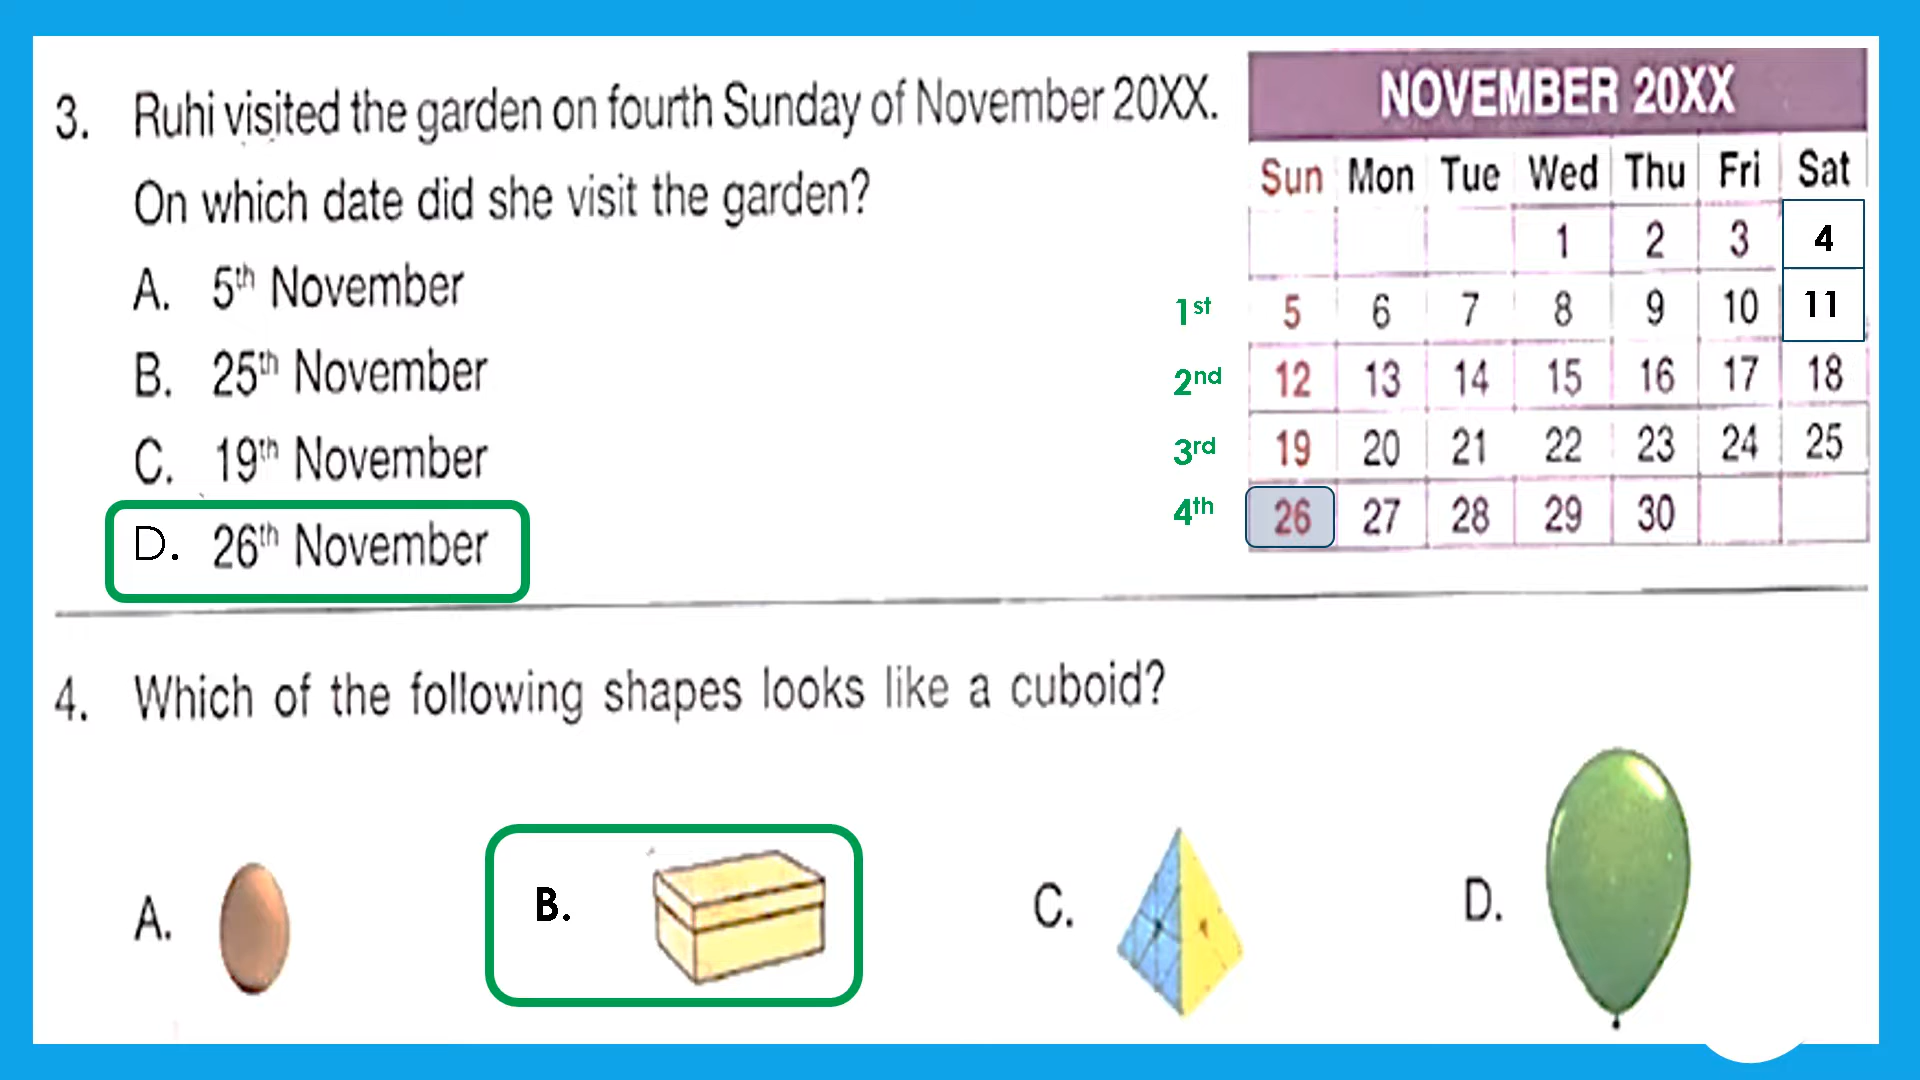 3. Ruhi visited the garden on fourth Sunday of November 20XX.
On which date did she visit the garden?
A. 5th November
B. 25th November
C. 19th November
D. 26th November
NOVEMBER 20XX
Sun Mon Tue Wed Thu Fri Sat
1 2 3 4
1st 5 6 7 8 9 10 11
2nd 12 13 14 15 16 17 18
3rd 19 20 21 22 23 24 25
4th 26 27 28 29 30
4. Which of the following shapes looks like a cuboid?
A. B. C. D.